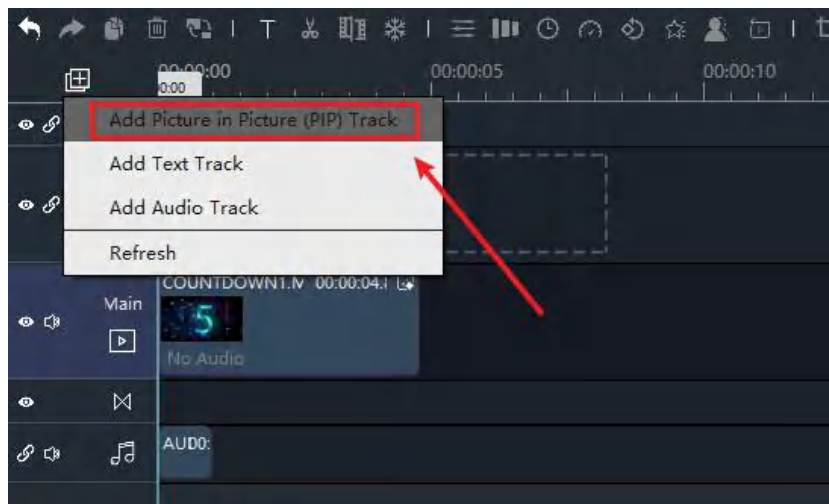 00:00:00
00:00:05
00:00:10
0:00
Add Picture in Picture (PIP) Track
Add Text Track
Add Audio Track
Refresh
COUNTDOWN1.
00:00:04.
Main
5
No Audio
AUD0: